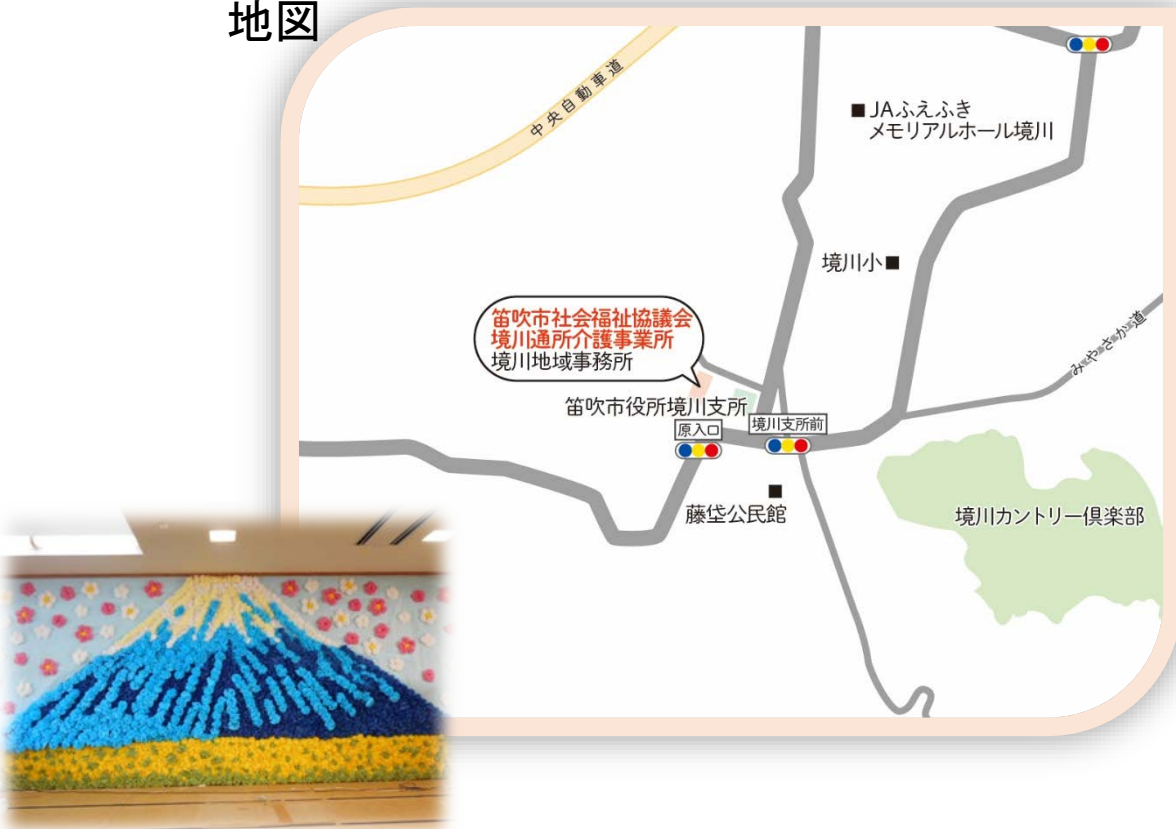 地図
中央自動車道
JAふえふき
メモリアルホール境川
境川小
みやさか道
笛吹市社会福祉協議会
境川通所介護事業所
境川地域事務所
笛吹市役所境川支所
原入口
境川支所前
藤垈公民館
境川カントリー倶楽部